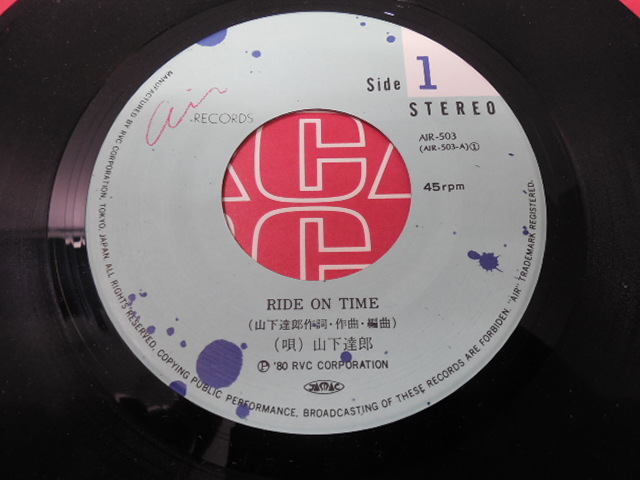 Side 1
STEREO
Air
RECORDS
AIR-503
(AIR-503-A)①
45rpm
RIDE ON TIME
(山下達郎作詞・作曲・編曲)
(唄) 山下達郎
Ⓟ '80 RVC CORPORATION
JASRAC
MANUFACTURED BY RVC CORPORATION, TOKYO, JAPAN. ALL RIGHTS RESERVED. COPYING PUBLIC PERFORMANCE, BROADCASTING OF THESE RECORDS ARE FORBIDDEN. "AIR" TRADEMARK REGISTERED.